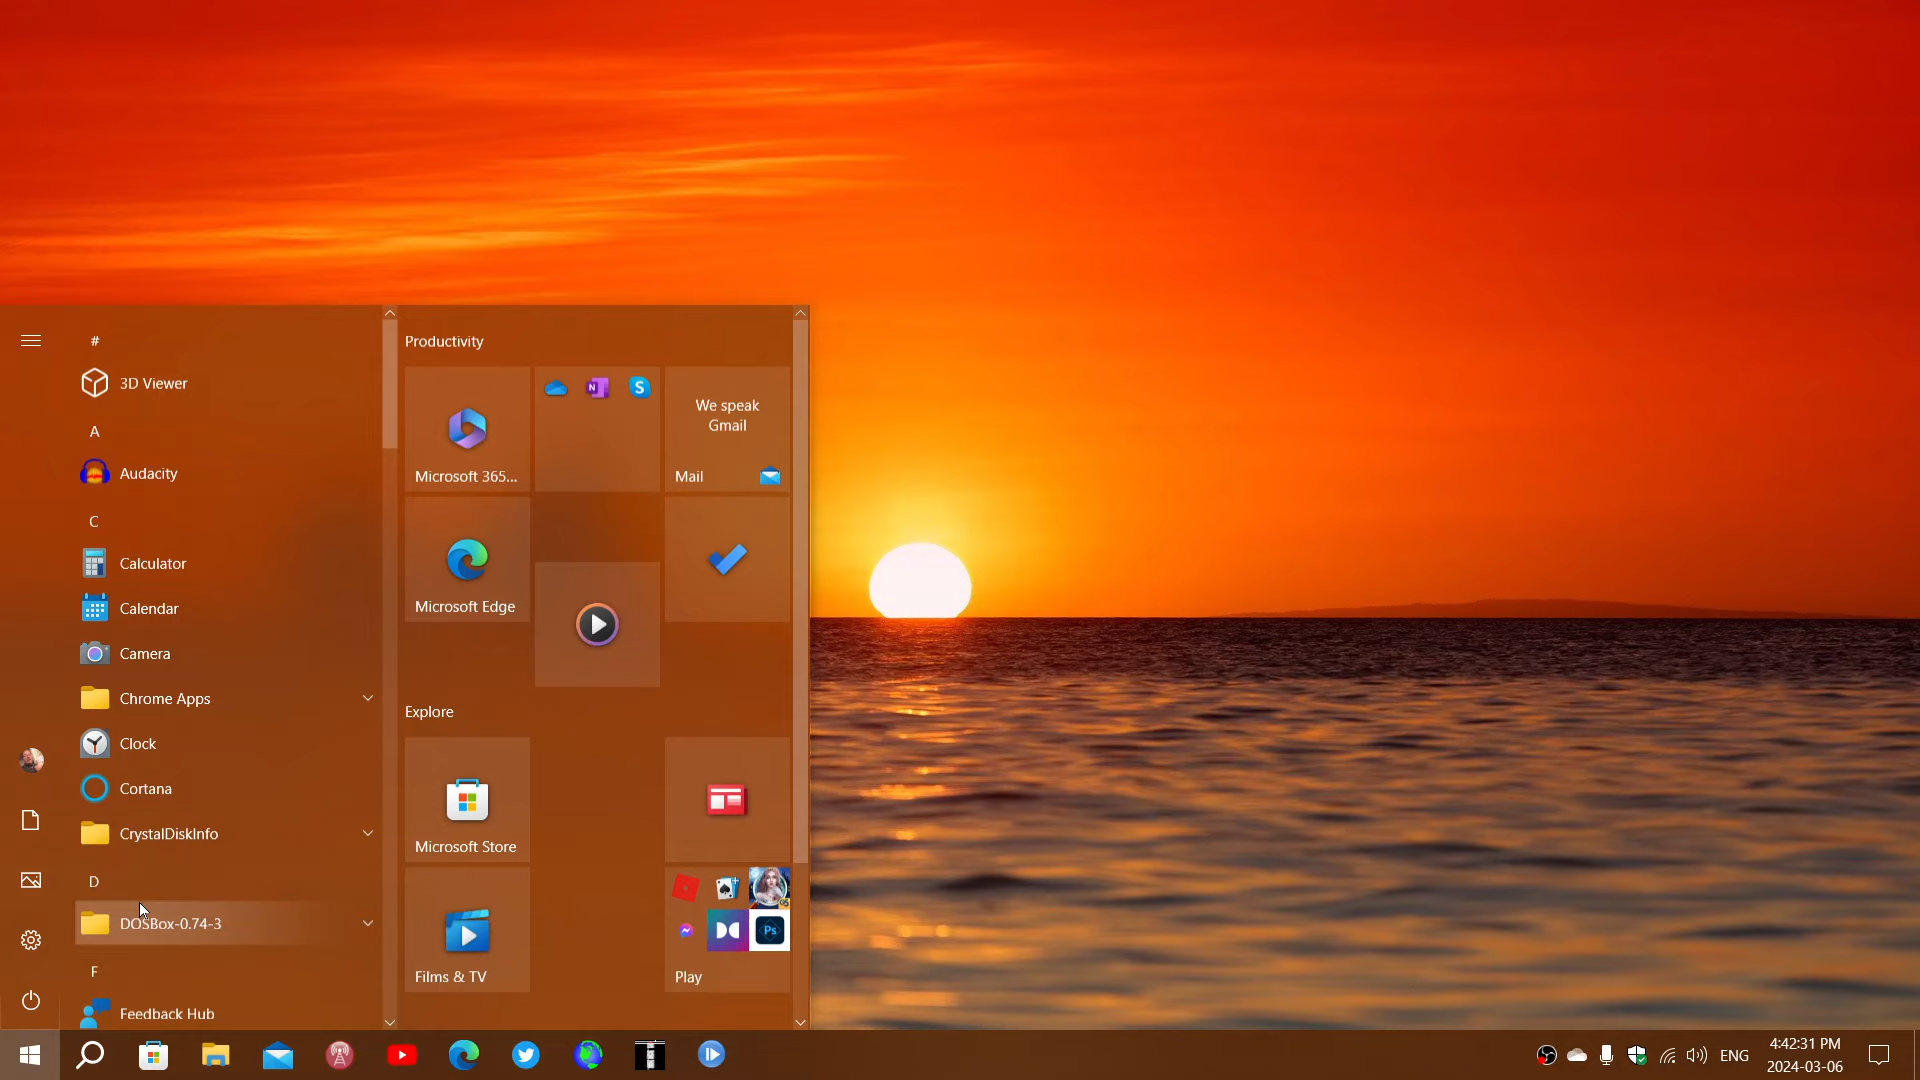 #
3D Viewer
A
Audacity
C
Calculator
Calendar
Camera
Chrome Apps
Clock
Cortana
CrystalDiskInfo
D
DOSBox-0.74-3
F
Feedback Hub
Productivity
Microsoft 365...
N
S
We speak
Gmail
Mail
Microsoft Edge
Explore
Microsoft Store
Films & TV
Ps
Play
ENG
4:42:31 PM
2024-03-06